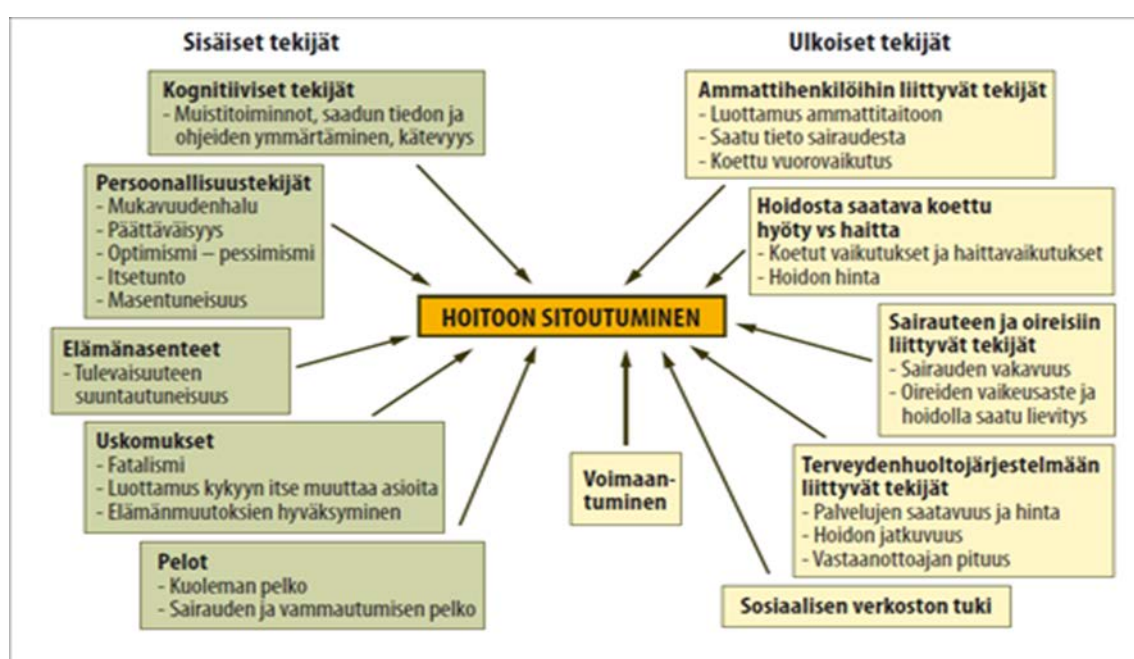 Sisäiset tekijät
Kognitiiviset tekijät
- Muistitoiminnot, saadun tiedon ja
ohjeiden ymmärtäminen, kätevyys
Persoonallisuustekijät
- Mukavuudenhalu
- Päättäväisyys
- Optimismi – pessimismi
- Itsetunto
- Masentuneisuus
Elämänasenteet
- Tulevaisuuteen
suuntautuneisuus
Uskomukset
- Fatalismi
- Luottamus kykyyn itse muuttaa asioita
- Elämänmuutoksien hyväksyminen
Pelot
- Kuoleman pelko
- Sairauden ja vammautumisen pelko
HOITOON SITOUTUMINEN
Voimaan-
tuminen
Ulkoiset tekijät
Ammattihenkilöihin liittyvät tekijät
- Luottamus ammattitaitoon
- Saatu tieto sairaudesta
- Koettu vuorovaikutus
Hoidosta saatava koettu
hyöty vs haitta
- Koetut vaikutukset ja haittavaikutukset
- Hoidon hinta
Sairauteen ja oireisiin
liittyvät tekijät
- Sairauden vakavuus
- Oireiden vaikeusaste ja
hoidolla saatu lievitys
Terveydenhuoltojärjestelmään
liittyvät tekijät
- Palvelujen saatavuus ja hinta
- Hoidon jatkuvuus
- Vastaanottoajan pituus
Sosiaalisen verkoston tuki